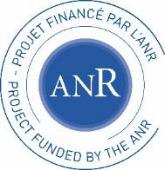 - PROJET FINANCÉ PAR L'ANR -
ANR
PROJECT FUNDED BY THE ANR